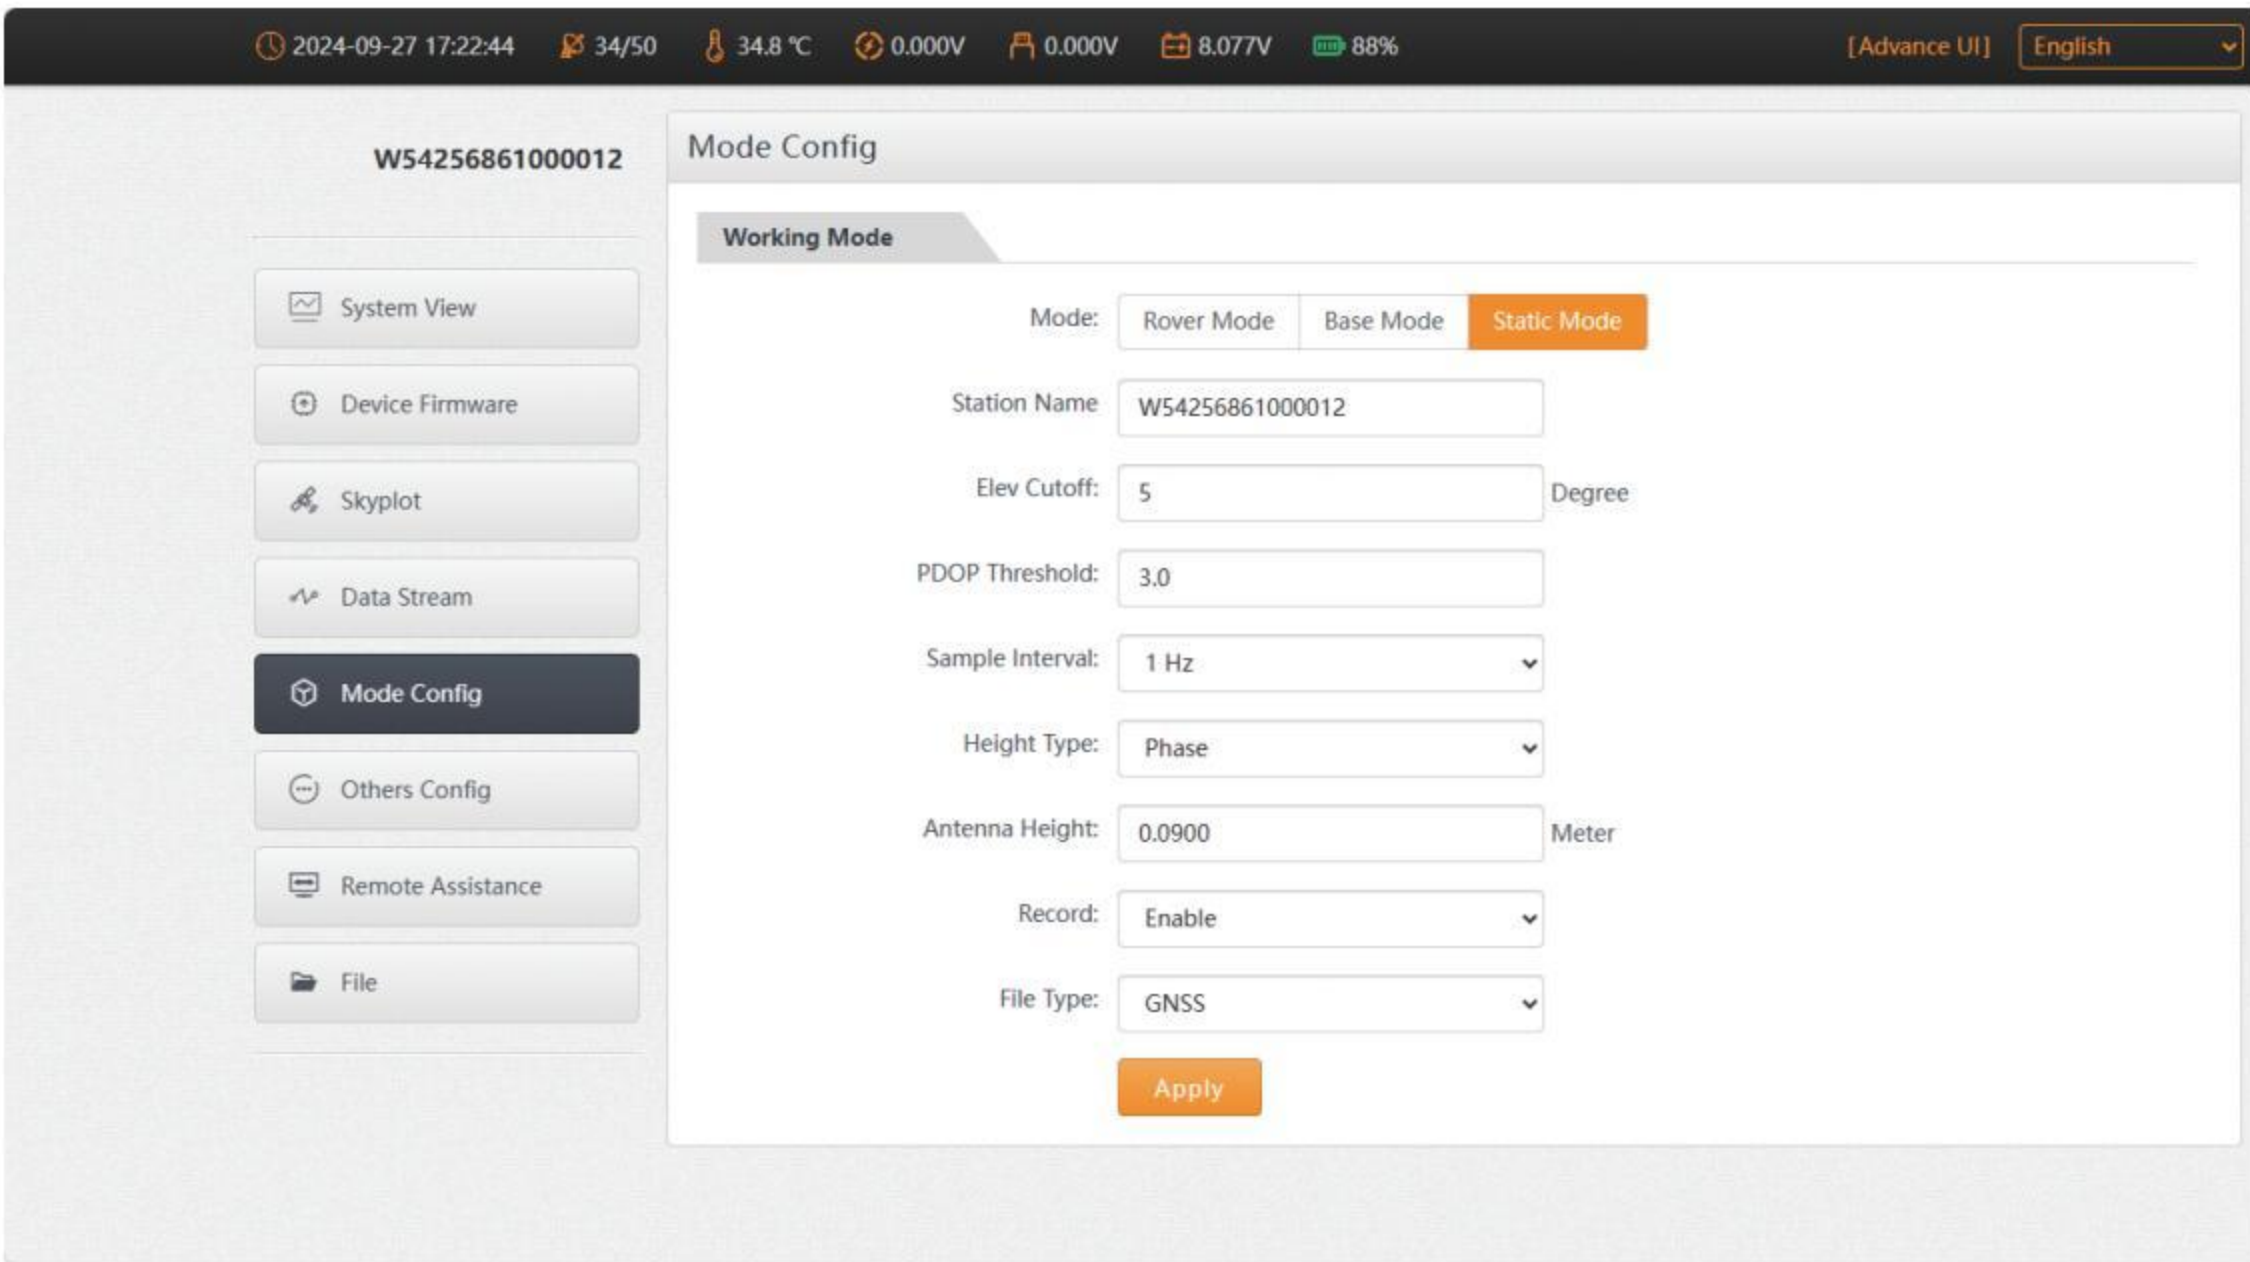 2024-09-27 17:22:44 34/50 34.8 ℃ 0.000V 0.000V 8.077V 88% [Advance UI] English
W54256861000012
System View
Device Firmware
Skyplot
Data Stream
Mode Config
Others Config
Remote Assistance
File
Mode Config
Working Mode
Mode: Rover Mode Base Mode Static Mode
Station Name W54256861000012
Elev Cutoff: 5 Degree
PDOP Threshold: 3.0
Sample Interval: 1 Hz
Height Type: Phase
Antenna Height: 0.0900 Meter
Record: Enable
File Type: GNSS
Apply